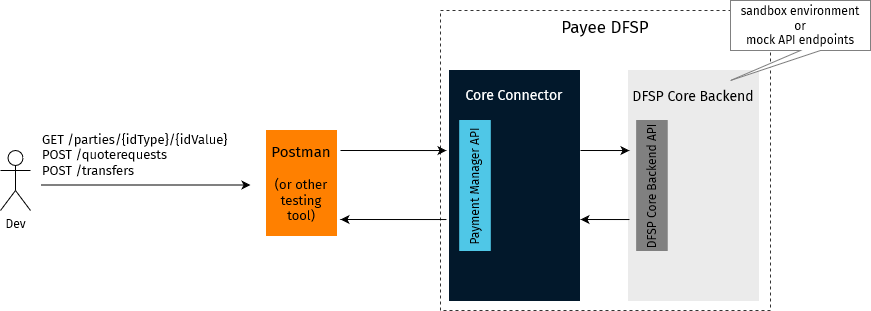 sandbox environment
or
mock API endpoints
Payee DFSP
Core Connector
DFSP Core Backend
GET /parties/{idType}/{idValue}
POST /quoterequests
POST /transfers
Dev
Postman
(or other
testing
tool)
Payment Manager API
DFSP Core Backend API